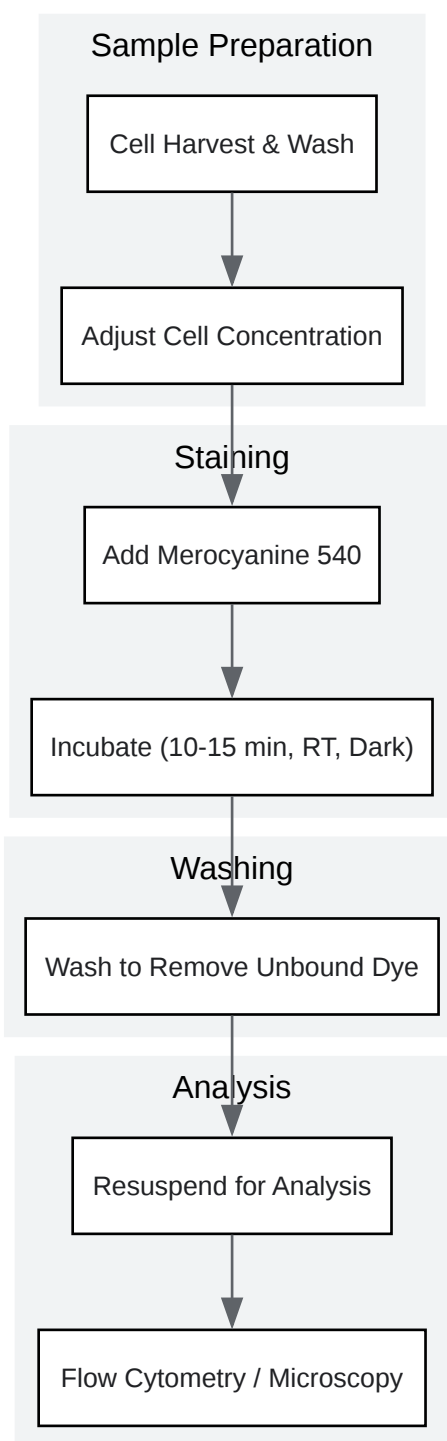 Sample Preparation
Cell Harvest & Wash
Adjust Cell Concentration
Staining
Add Merocyanine 540
Incubate (10-15 min, RT, Dark)
Washing
Wash to Remove Unbound Dye
Analysis
Resuspend for Analysis
Flow Cytometry / Microscopy